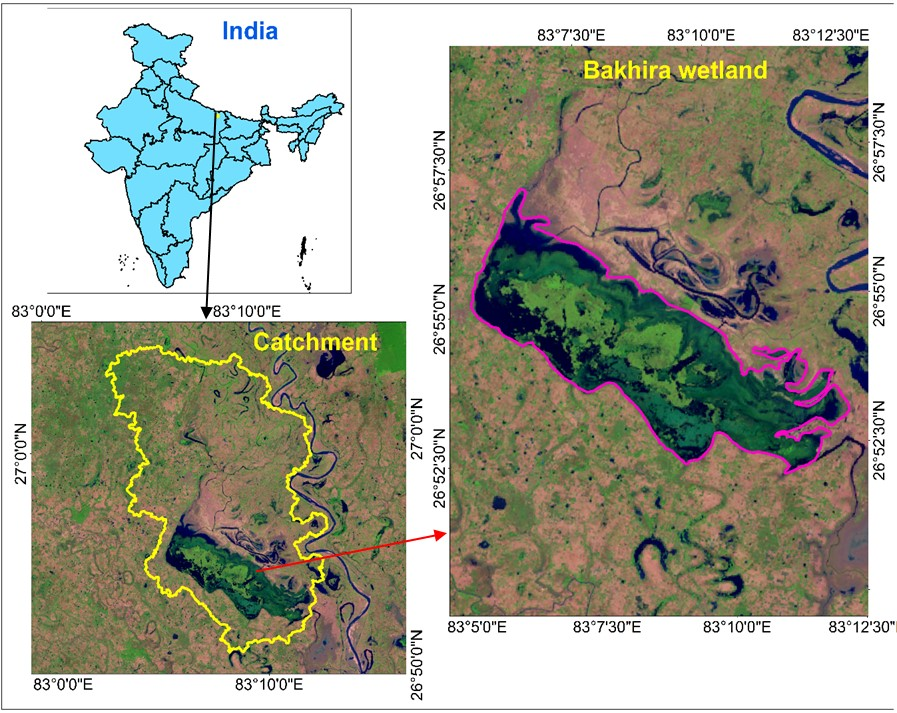 India
83°0'0"E
83°10'0"E
Catchment
27°0'0"N
27°0'0"N
26°50'0"N
83°0'0"E
83°10'0"E
83°7'30"E
83°10'0"E
83°12'30"E
Bakhira wetland
26°57'30"N
26°57'30"N
26°55'0"N
26°55'0"N
26°52'30"N
26°52'30"N
83°5'0"E
83°7'30"E
83°10'0"E
83°12'30"